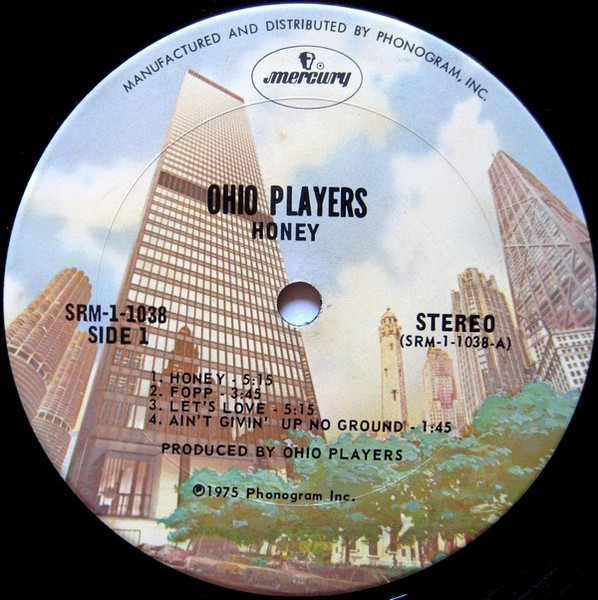 MANUFACTURED AND DISTRIBUTED BY PHONOGRAM, INC.
mercury
OHIO PLAYERS
HONEY
SRM-1-1038
SIDE 1
STEREO
(SRM-1-1038-A)
1. HONEY - 5:15
2. FOPP - 3:45
3. LET'S LOVE - 5:15
4. AIN'T GIVIN' UP NO GROUND - 1:45
PRODUCED BY OHIO PLAYERS
℗1975 Phonogram Inc.